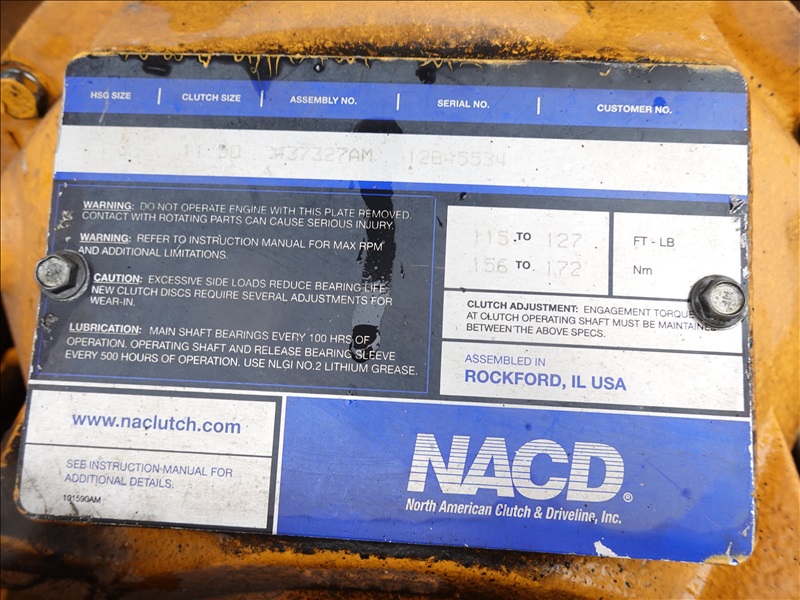 HSG SIZE | CLUTCH SIZE | ASSEMBLY NO. | SERIAL NO. | CUSTOMER NO.
WARNING: DO NOT OPERATE ENGINE WITH THIS PLATE REMOVED.
CONTACT WITH ROTATING PARTS CAN CAUSE SERIOUS INJURY.
WARNING: REFER TO INSTRUCTION MANUAL FOR MAX RPM
AND ADDITIONAL LIMITATIONS.
CAUTION: EXCESSIVE SIDE LOADS REDUCE BEARING LIFE
NEW CLUTCH DISCS REQUIRE SEVERAL ADJUSTMENTS FOR
WEAR-IN.
LUBRICATION: MAIN SHAFT BEARINGS EVERY 100 HRS OF
OPERATION. OPERATING SHAFT AND RELEASE BEARING SLEEVE
EVERY 500 HOURS OF OPERATION. USE NLGI NO.2 LITHIUM GREASE.
115 TO 127 FT - LB
156 TO 172 Nm
CLUTCH ADJUSTMENT: ENGAGEMENT TORQUE
AT CLUTCH OPERATING SHAFT MUST BE
BETWEEN THE ABOVE SPECS.
ASSEMBLED IN
ROCKFORD, IL USA
www.naclutch.com
SEE INSTRUCTION MANUAL FOR
ADDITIONAL DETAILS.
101590AM
NACD®
North American Clutch & Driveline, Inc.